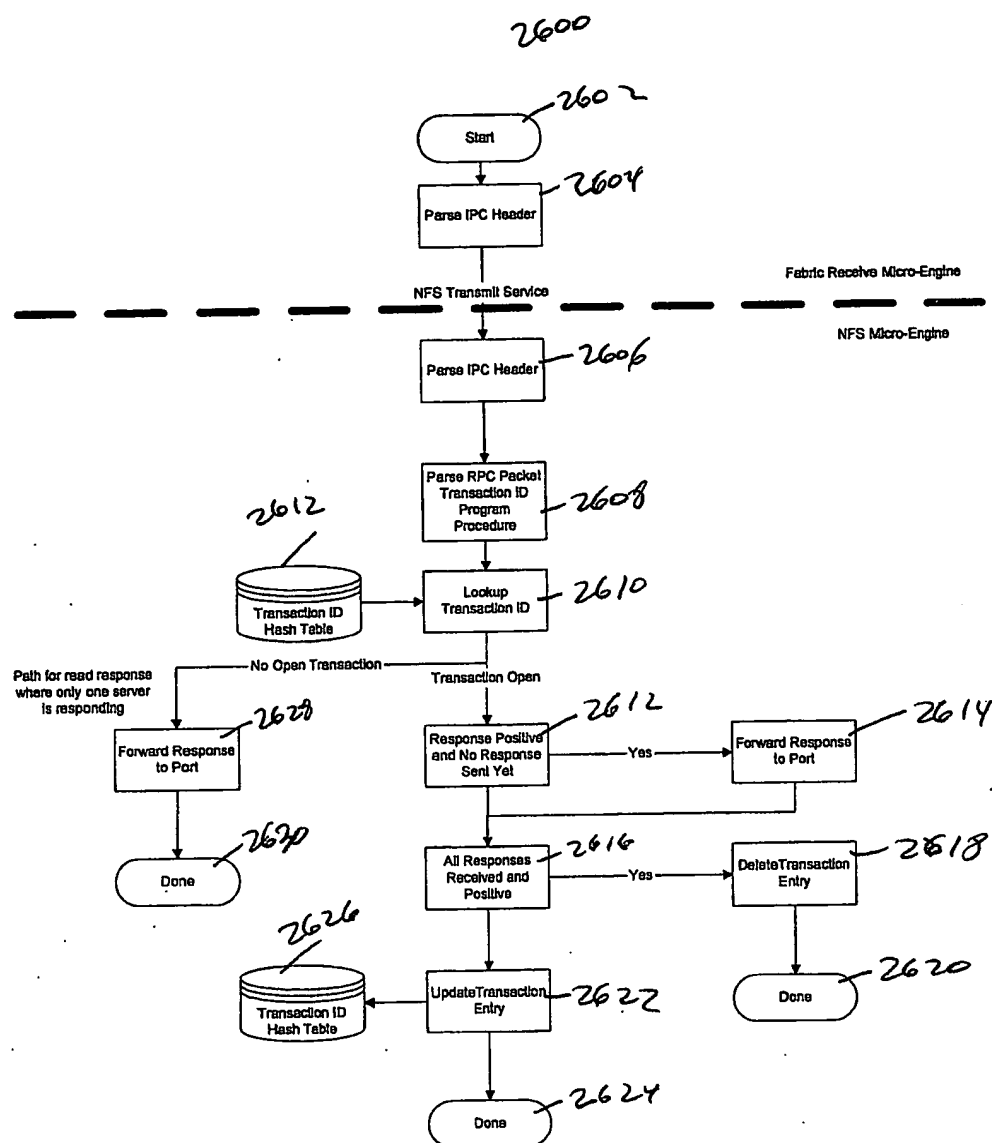 2600
2602
Start
2604
Parse IPC Header
Fabric Receive Micro-Engine
NFS Transmit Service
NFS Micro-Engine
2606
Parse IPC Header
Parse RPC Packet
Transaction ID
Program
Procedure
2608
2612
Transaction ID
Hash Table
Lookup
Transaction ID
2610
No Open Transaction
Transaction Open
Path for read response
where only one server
is responding
2628
Forward Response
to Port
2612
Response Positive
and No Response
Sent Yet
Yes
2614
Forward Response
to Port
2630
Done
2616
All Responses
Received and
Positive
Yes
2618
DeleteTransaction
Entry
2626
Transaction ID
Hash Table
UpdateTransaction
Entry
2622
2620
Done
2624
Done